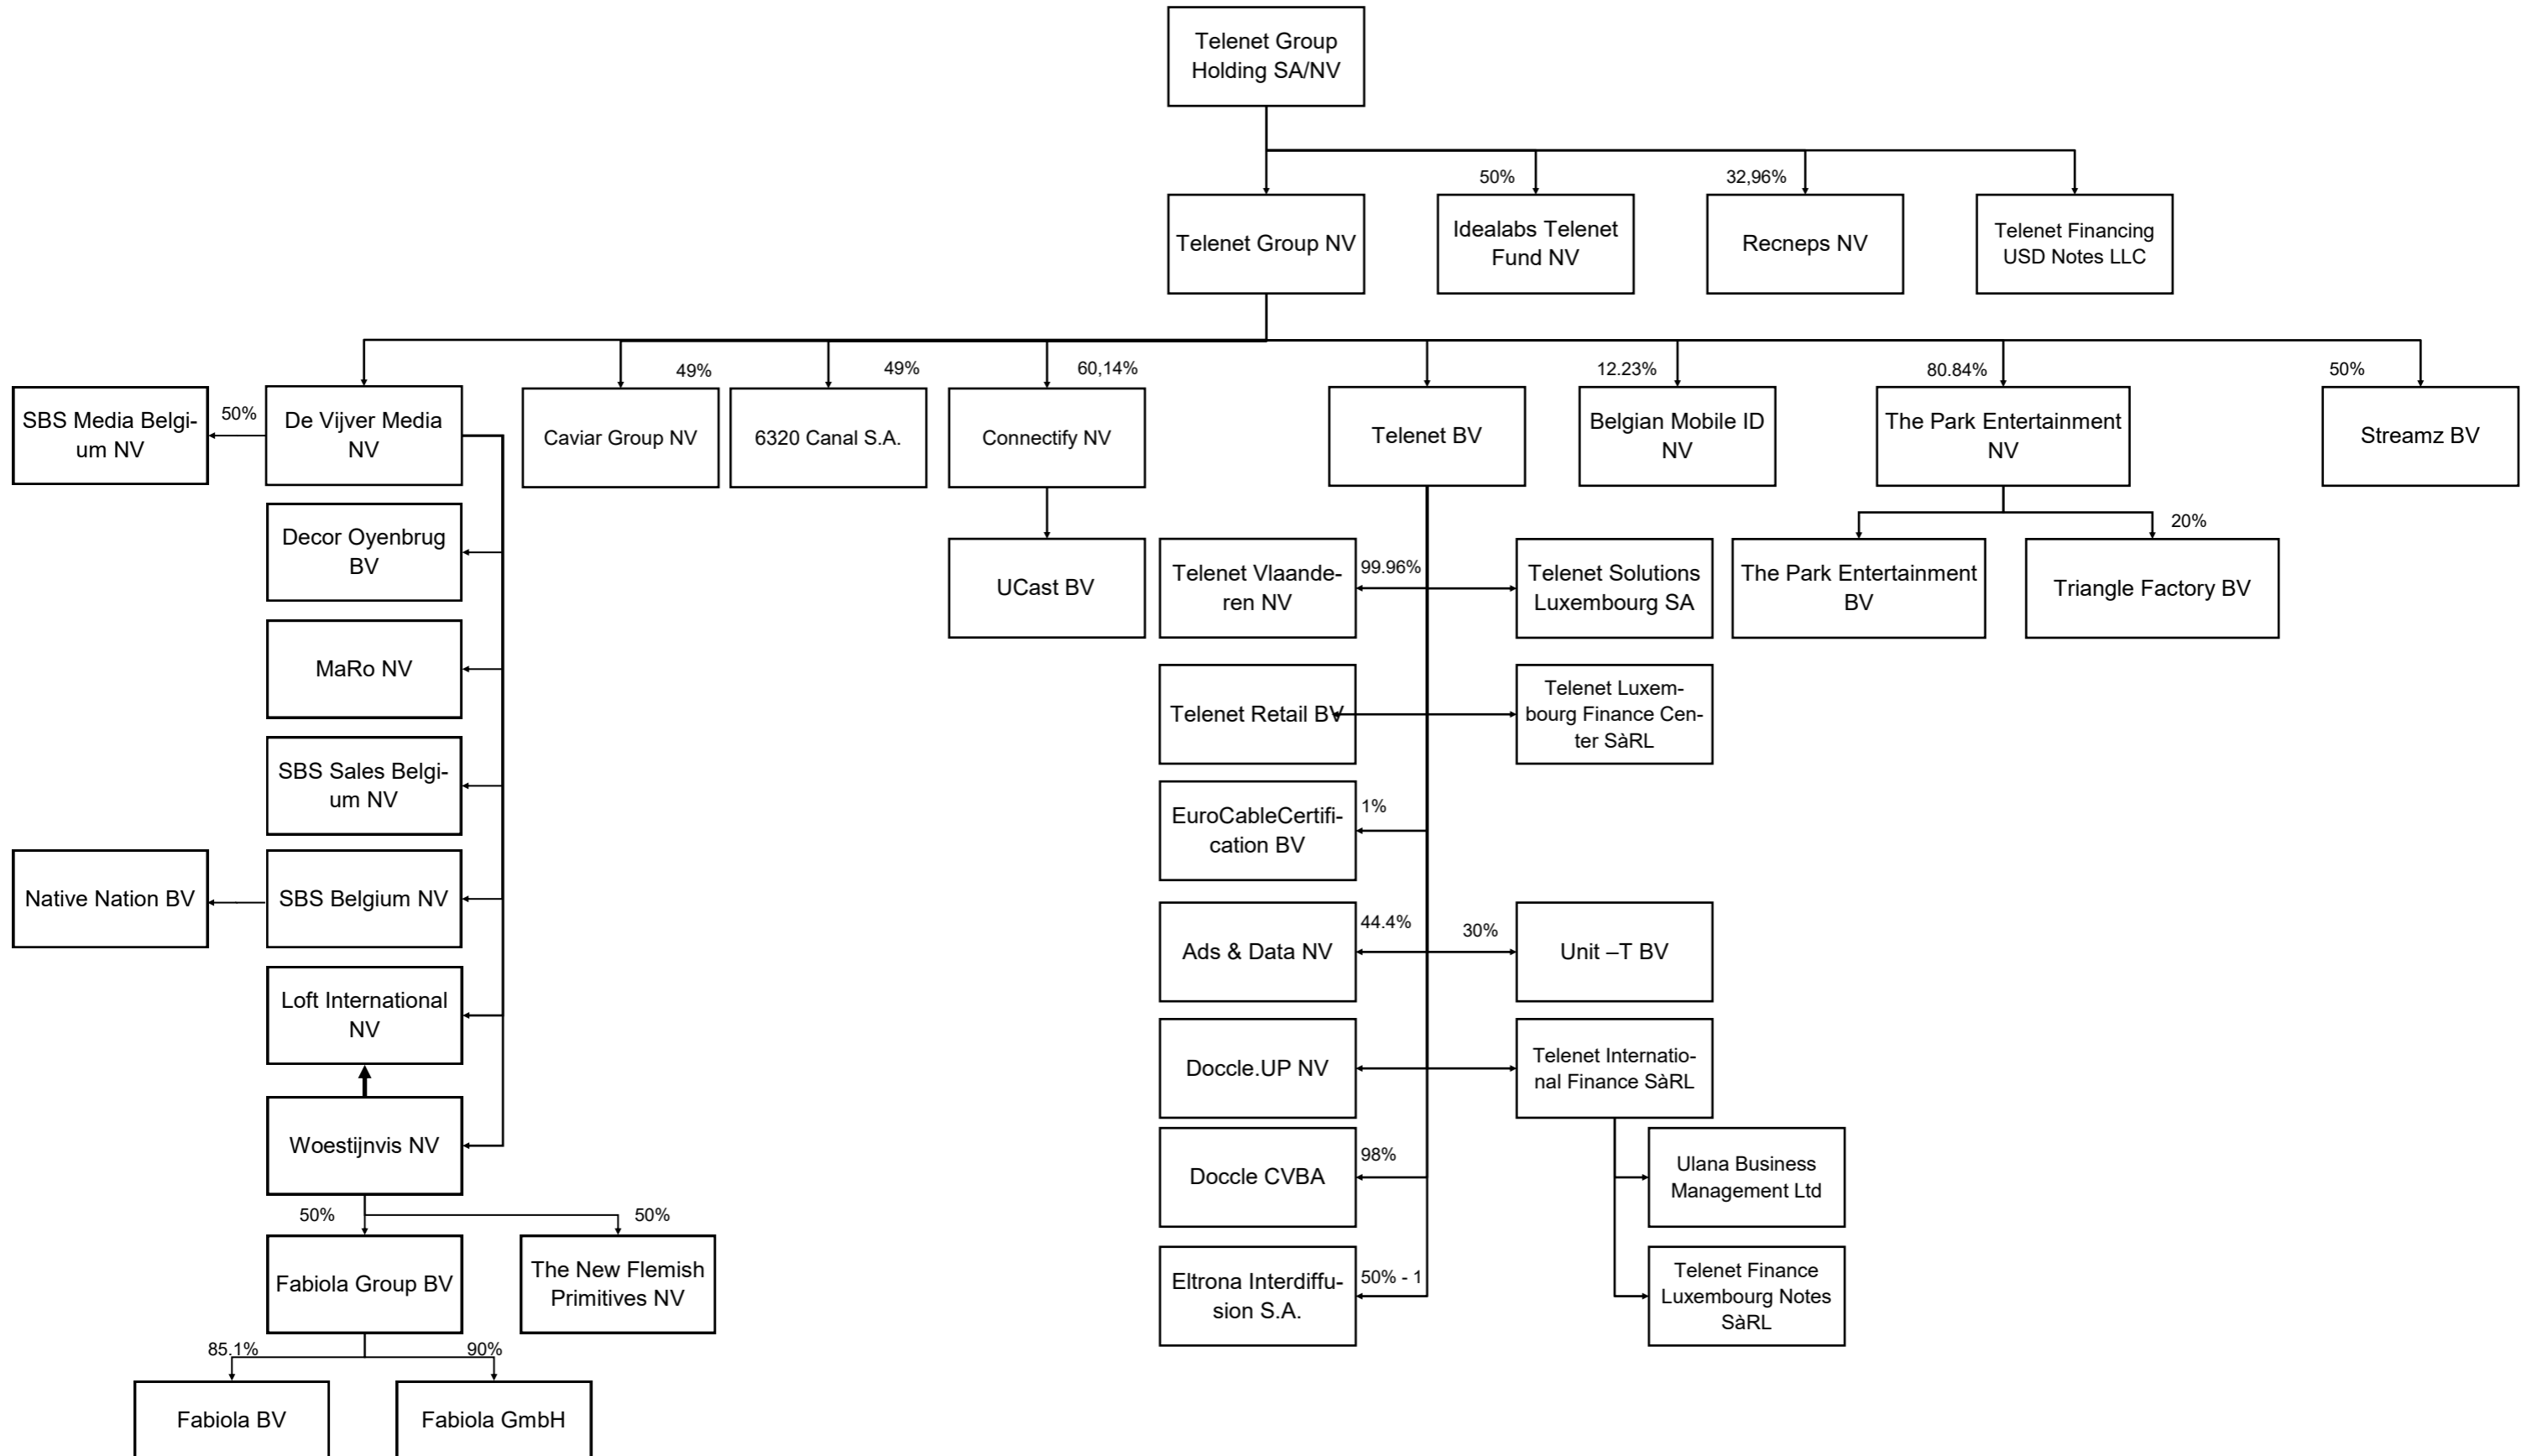 Telenet Group
Holding SA/NV
50%
32,96%
Telenet Group NV
Idealabs Telenet
Fund NV
Recneps NV
Telenet Financing
USD Notes LLC
49%
49%
60,14%
12.23%
80.84%
50%
SBS Media Belgi-
um NV
50%
De Vijver Media
NV
Caviar Group NV
6320 Canal S.A.
Connectify NV
Telenet BV
Belgian Mobile ID
NV
The Park Entertainment
NV
Streamz BV
Decor Oyenbrug
BV
UCast BV
Telenet Vlaande-
ren NV
99.96%
Telenet Solutions
Luxembourg SA
The Park Entertainment
BV
20%
Triangle Factory BV
MaRo NV
Telenet Retail BV
Telenet Luxem-
bourg Finance Cen-
ter SàRL
SBS Sales Belgi-
um NV
EuroCableCertifi-
cation BV
1%
Native Nation BV
SBS Belgium NV
Ads & Data NV
44.4%
30%
Unit –T BV
Loft International
NV
Doccle.UP NV
Telenet Internatio-
nal Finance SàRL
Woestijnvis NV
Doccle CVBA
98%
Ulana Business
Management Ltd
50%
50%
Fabiola Group BV
The New Flemish
Primitives NV
Eltrona Interdiffu-
sion S.A.
50% - 1
Telenet Finance
Luxembourg Notes
SàRL
85.1%
90%
Fabiola BV
Fabiola GmbH